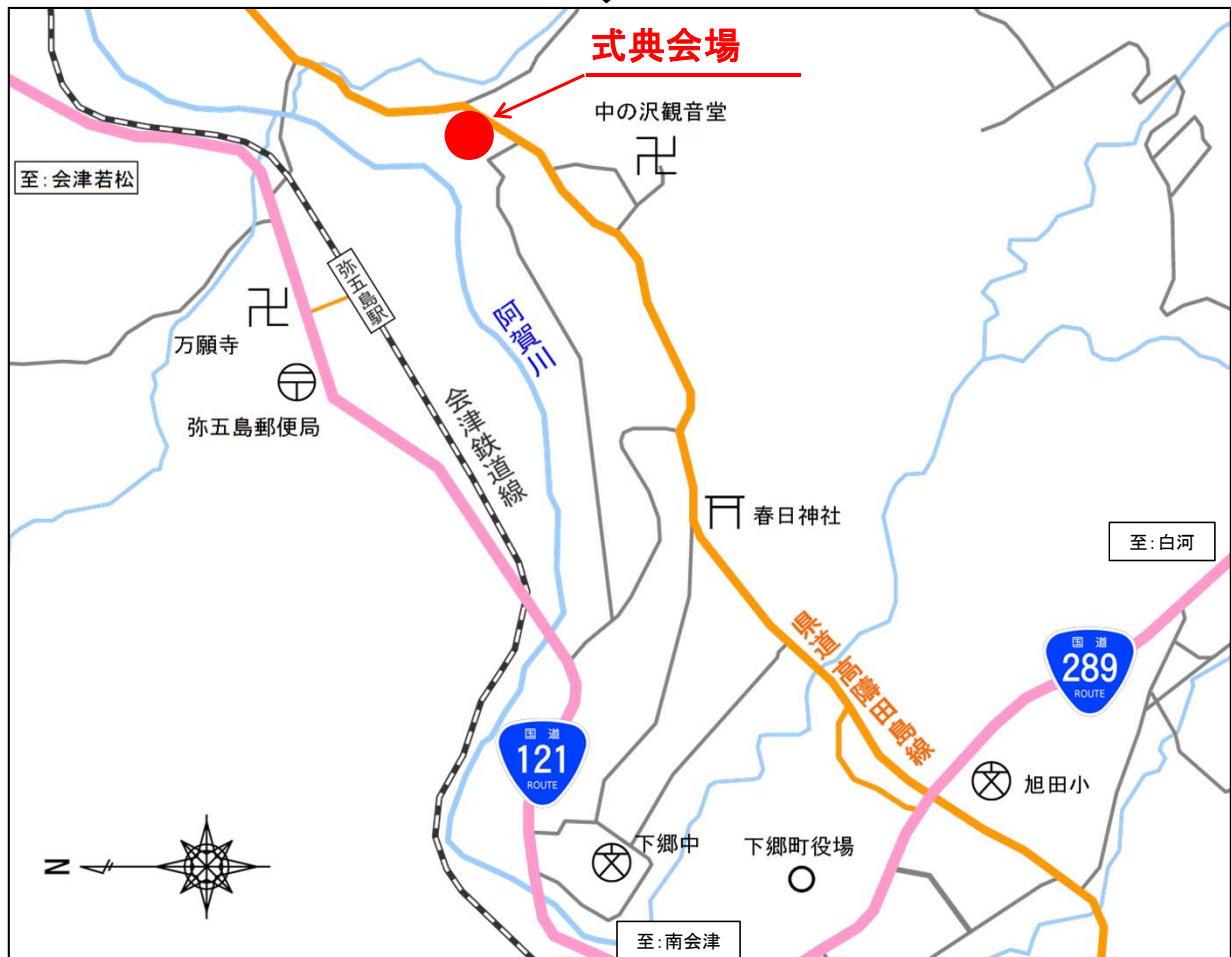 式典会場
中の沢観音堂
至:会津若松
弥五島駅
阿賀川
万願寺
弥五島郵便局
会津鉄道線
春日神社
至:白河
国道
289
ROUTE
県道 高陦田島線
国道
121
ROUTE
旭田小
下郷中
下郷町役場
N
至:南会津